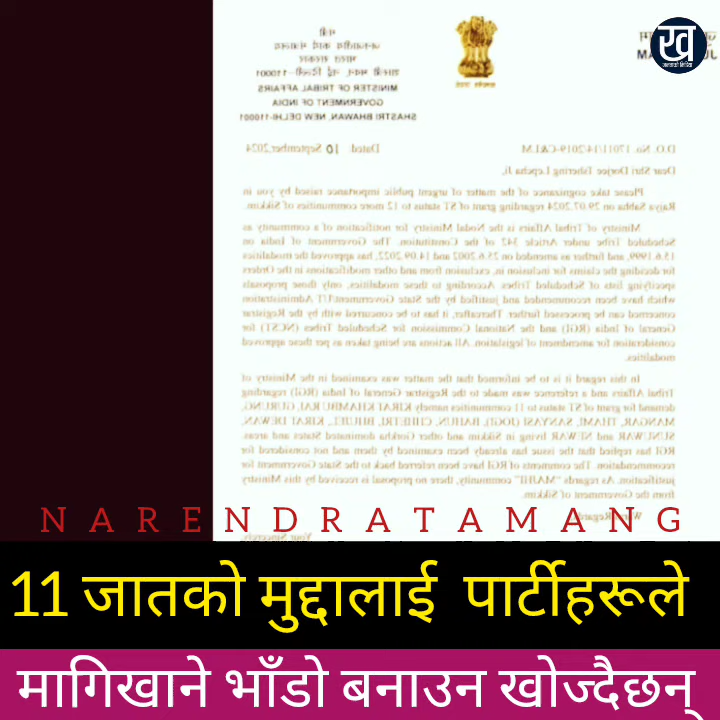 ख
मंत्री
जनजातीय कार्य मंत्रालय
भारत सरकार
शास्त्री भवन, नई दिल्ली-110001
MINISTER OF TRIBAL AFFAIRS
GOVERNMENT OF INDIA
SHASTRI BHAWAN, NEW DELHI-110001
D.O. No. 17011/14/2019-C&LM Dated 10 September, 2024
Dear Shri Dorjee Tshering Lepcha Ji,
Please take cognizance of the matter of urgent public importance raised by you in
Rajya Sabha on 29.07.2024 regarding grant of ST status to 12 more communities of Sikkim.
Ministry of Tribal Affairs is the Nodal Ministry for notification of a community as
Scheduled Tribe under Article 342 of the Constitution. The Government of India on
15.6.1999, and further as amended on 25.6.2002 and 14.09.2022, has approved the modalities
for deciding the claims for inclusion in, exclusion from and other modifications in the Orders
specifying lists of Scheduled Tribes. According to these modalities, only those proposals
which have been recommended and justified by the State Government/UT Administration
concerned can be processed further. Thereafter, it has to be concurred with by the Registrar
General of India (RGI) and the National Commission for Scheduled Tribes (NCST) for
consideration for amendment of legislation. All actions are being taken as per these approved
modalities.
In this regard it is to be informed that the matter was examined in the Ministry of
Tribal Affairs and a reference was made to the Registrar General of India (RGI) regarding
demand for grant of ST status to 11 communities namely KIRAT KHAMBU RAI, GURUNG,
MANGAR, THAMI, SANYASI (JOGI), BAHUN, CHHETRI, BHUJEL, KIRAT DEWAN,
SUNUWAR and NEWAR living in Sikkim and other Gorkha dominated States and areas.
RGI has replied that the issue has already been examined by them and not considered for
recommendation. The comments of RGI have been referred back to the State Government for
justification. As regards "MAJHI" community, there no proposal is received by this Ministry
from the Government of Sikkim.
NARENDRA TAMANG
11 जातको मुद्दालाई पार्टीहरूले
मागिखाने भाँडो बनाउन खोज्दैछन्